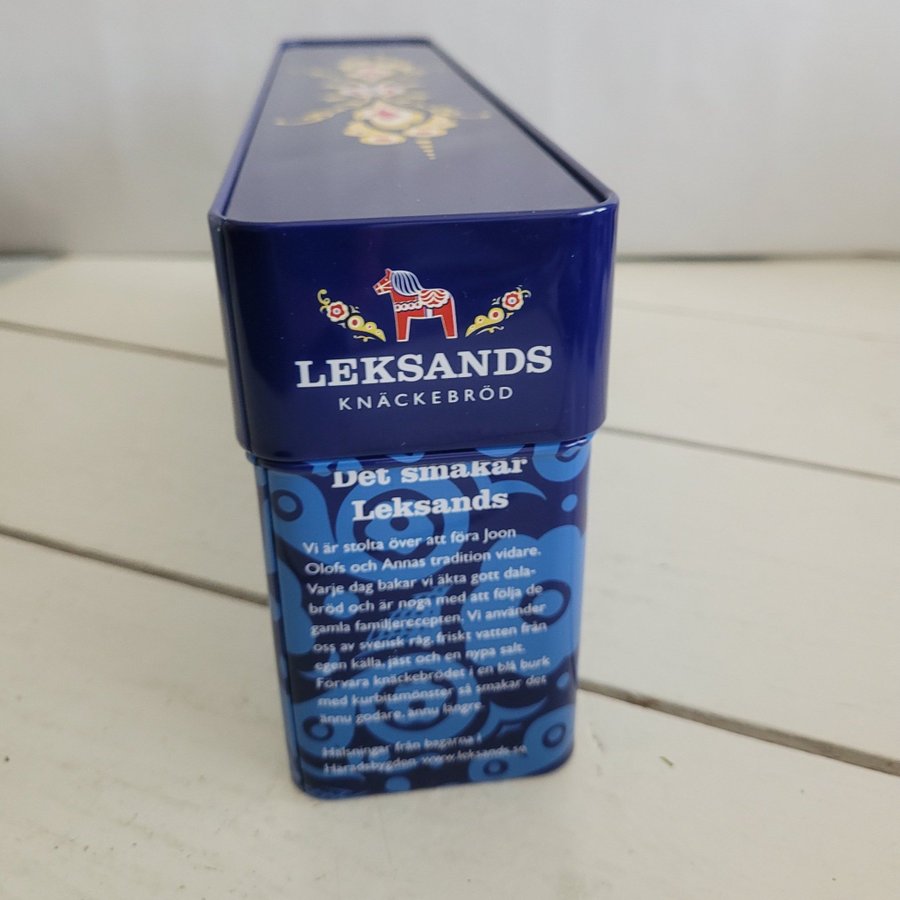 LEKSANDS
KNÄCKEBRÖD
Det smakar
Leksands
Vi är stolta över att föra Joon
Olofs och Annas tradition vidare.
Varje dag bakar vi äkta gott dala-
bröd och är noga med att följa de
gamla familjerecepten. Vi använder
oss av svensk råg, friskt vatten från
egen källa, jäst och en nypa salt.
Förvara knäckebrödet i en blå burk
med kurbitsmönster så smakar det
ännu godare, ännu längre.
Hälsningar från bagarna i
Häradsbygden. www.leksands.se